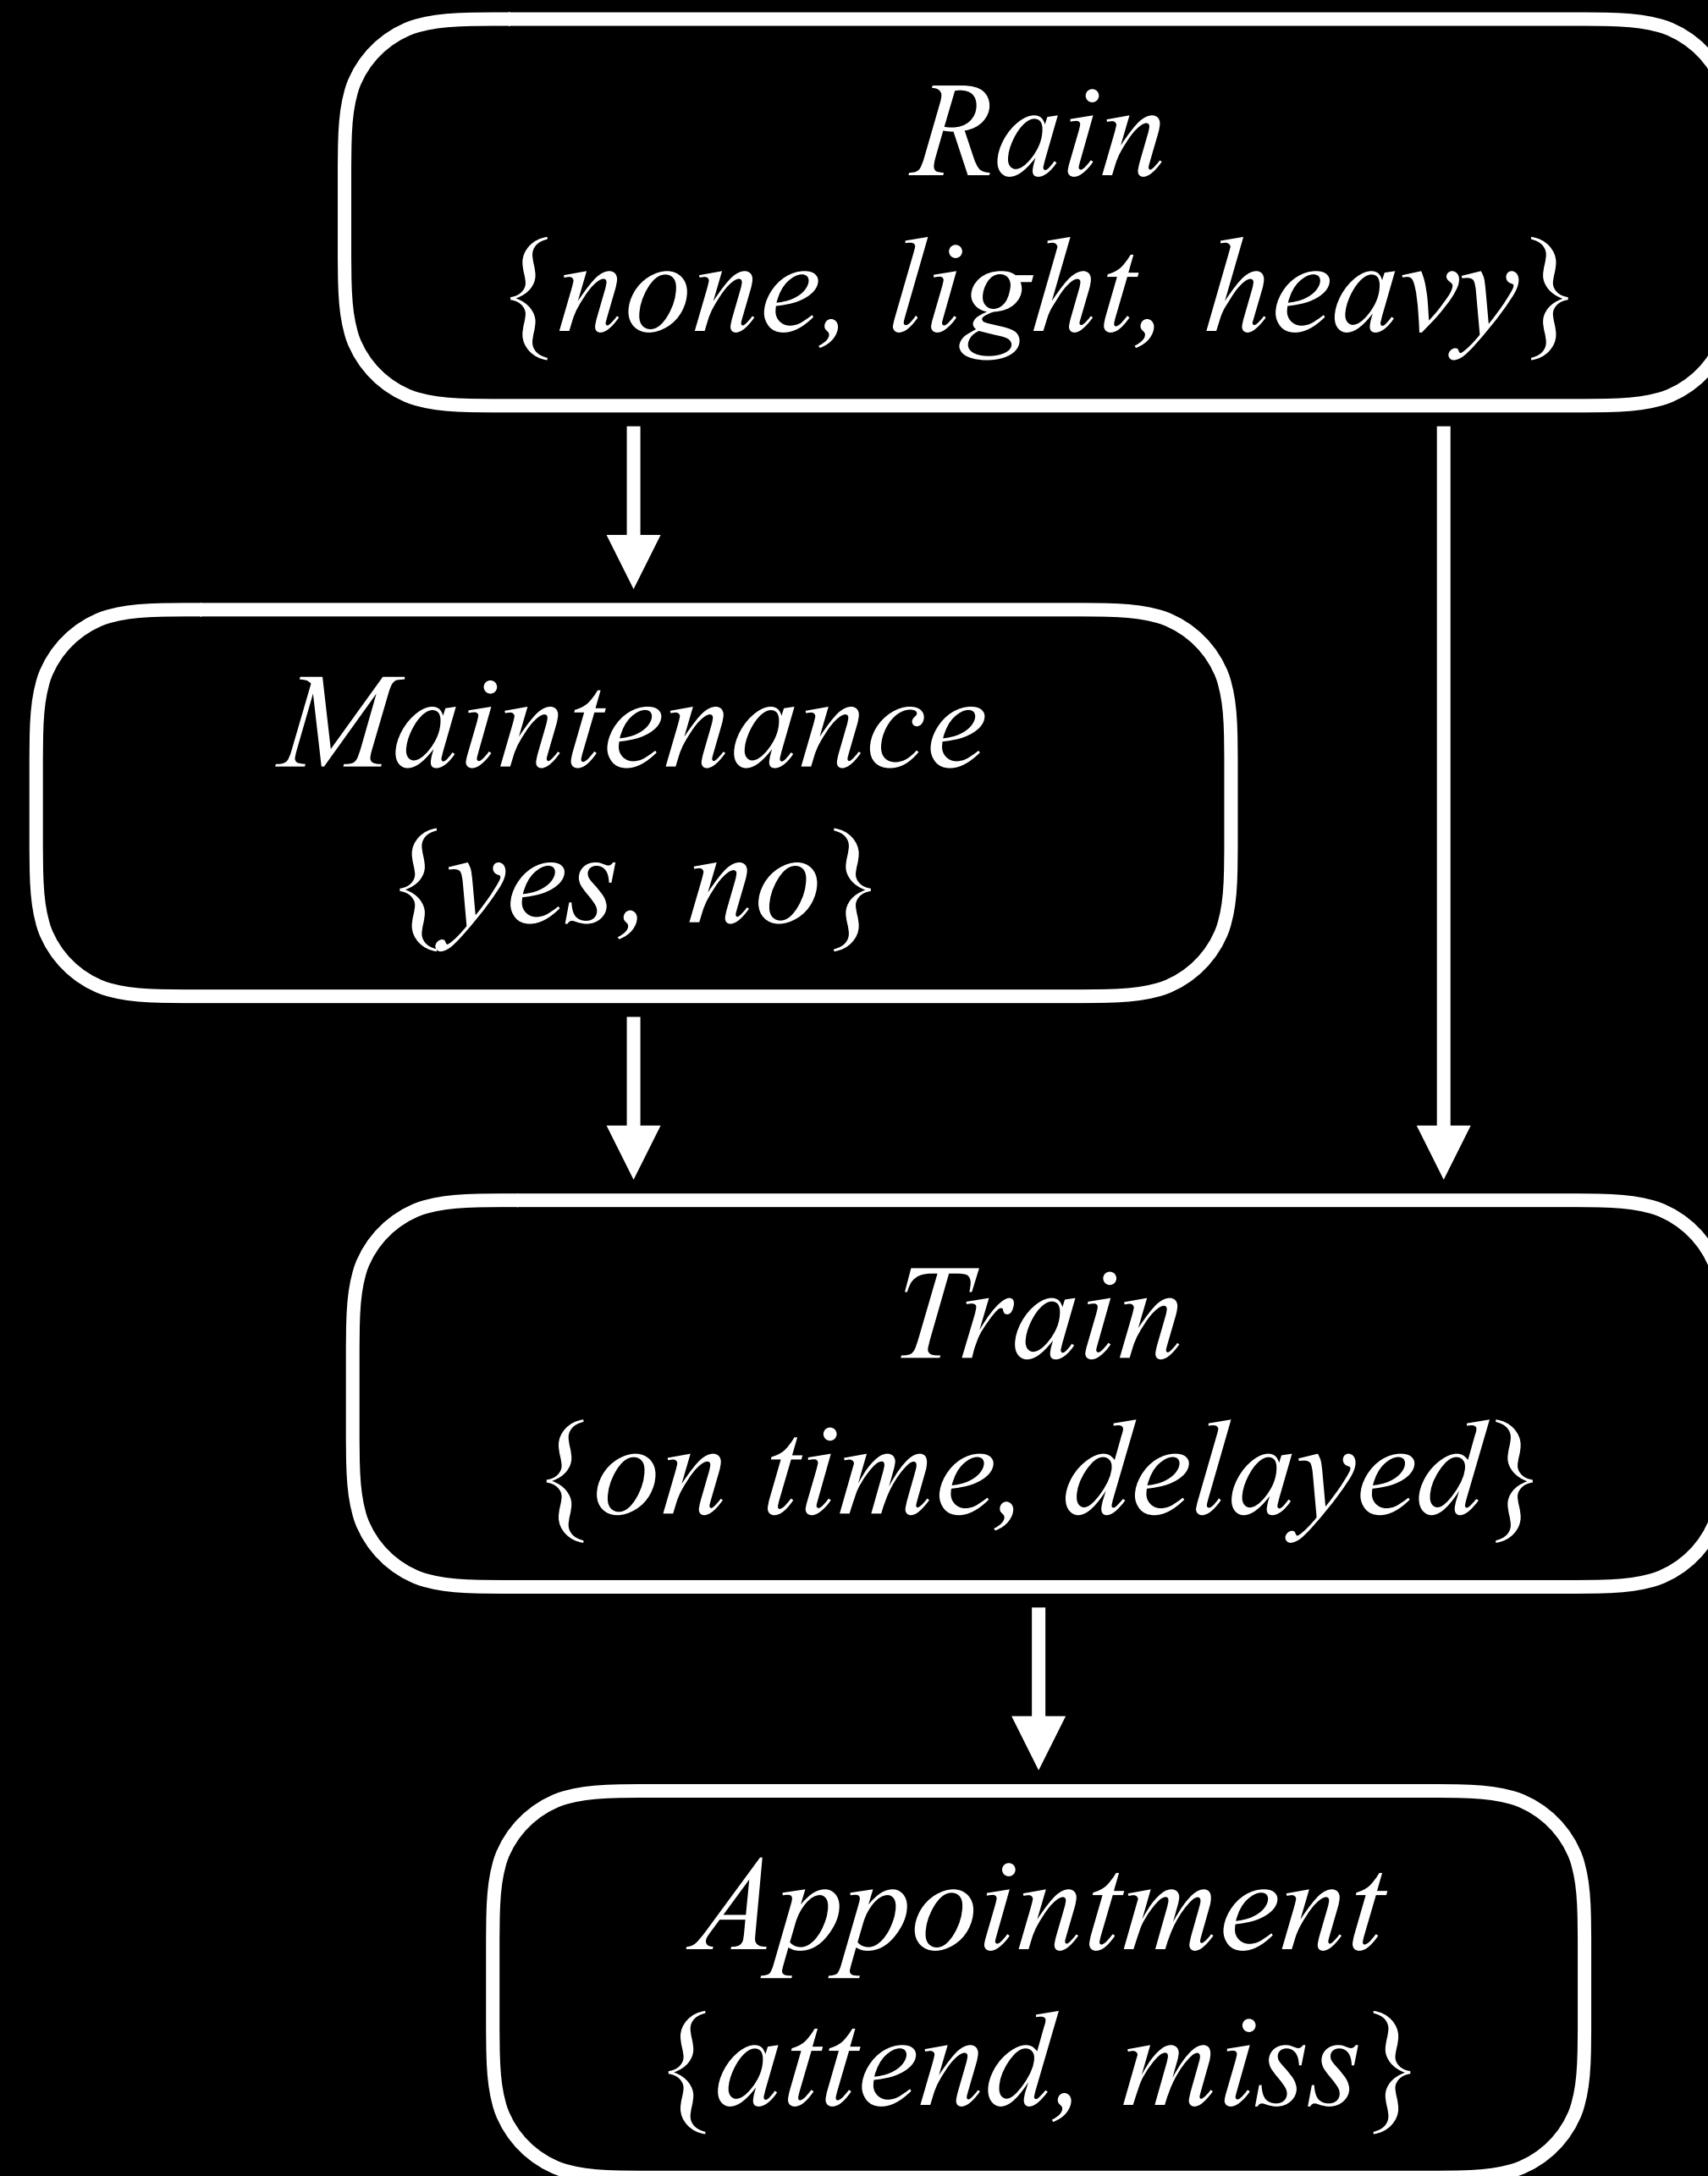 Rain
{none, light, heavy}
Maintenance
{yes, no}
Train
{on time, delayed}
Appointment
{attend, miss}